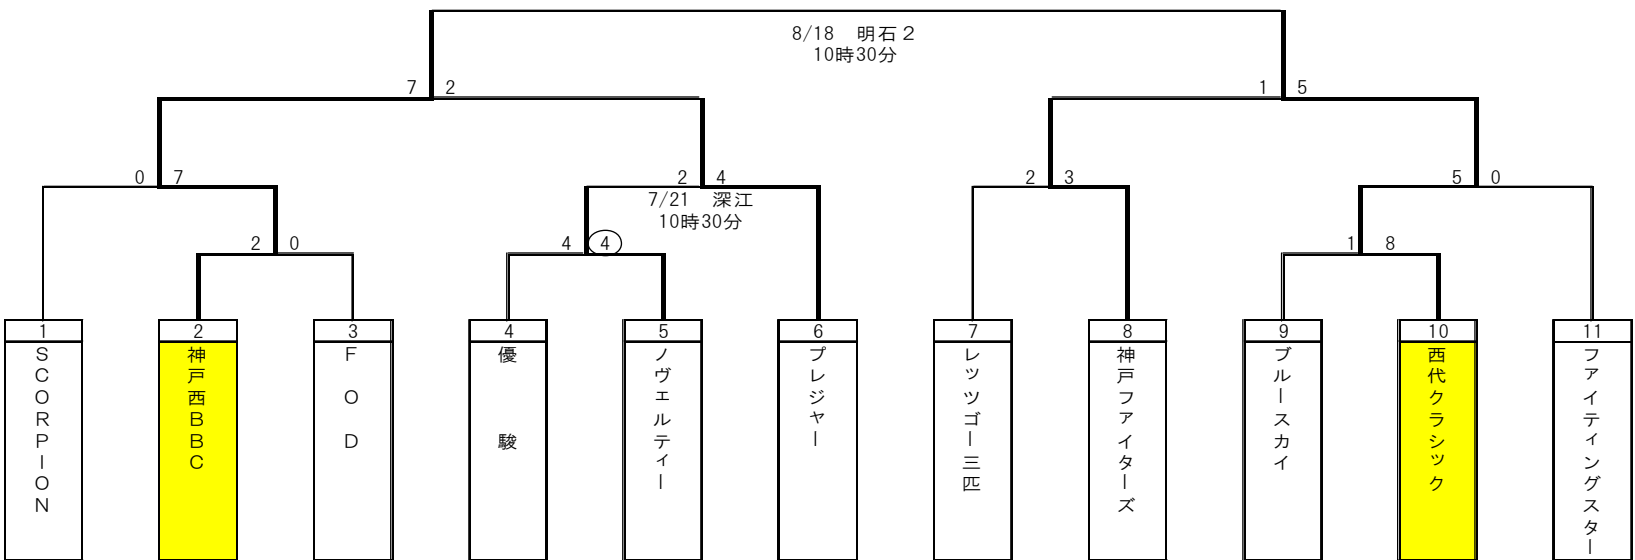 8/18　明石２
10時30分
7 2
1 5
0 7
2 4
2 3
5 0
7/21　深江
10時30分
2 0
4 4
1 8
1 2 3 4 5 6 7 8 9 10 11
ＳＣＯＲＰＩＯＮ
神戸西ＢＢＣ
Ｆ Ｏ Ｄ
優 駿
ノヴェルティー
プレジャー
レッツゴー三匹
神戸ファイターズ
ブルースカイ
西代クラシック
ファイティングスター